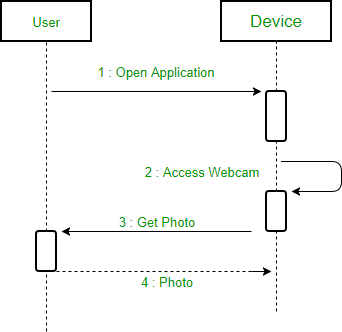 User
Device
1 : Open Application
2 : Access Webcam
3 : Get Photo
4 : Photo